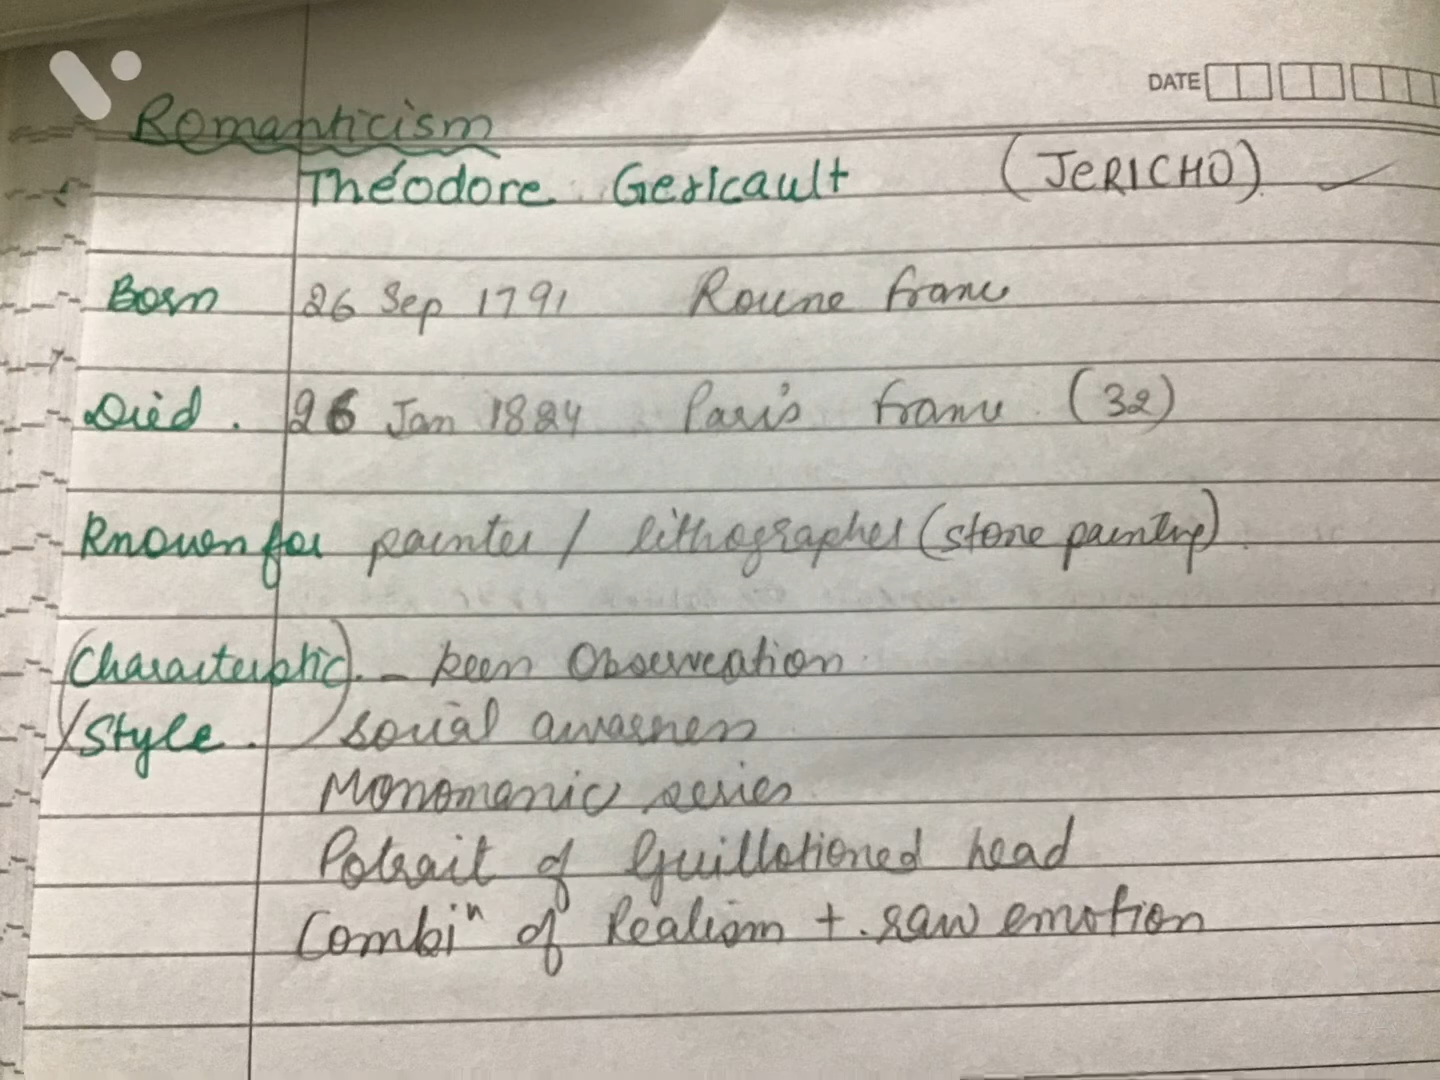 DATE
Romanticism
Théodore Gericault (JERICHO)
Born 26 Sep 1791 Roune france
Died. 26 Jan 1824 Paris france (32)
Known for painter / lithographer (stone painting)
(Characteristic). - keen Observation
/Style. social awarness
Monomanic series
Potrait of Guillotioned head
Combiⁿ of Realism + raw emotion